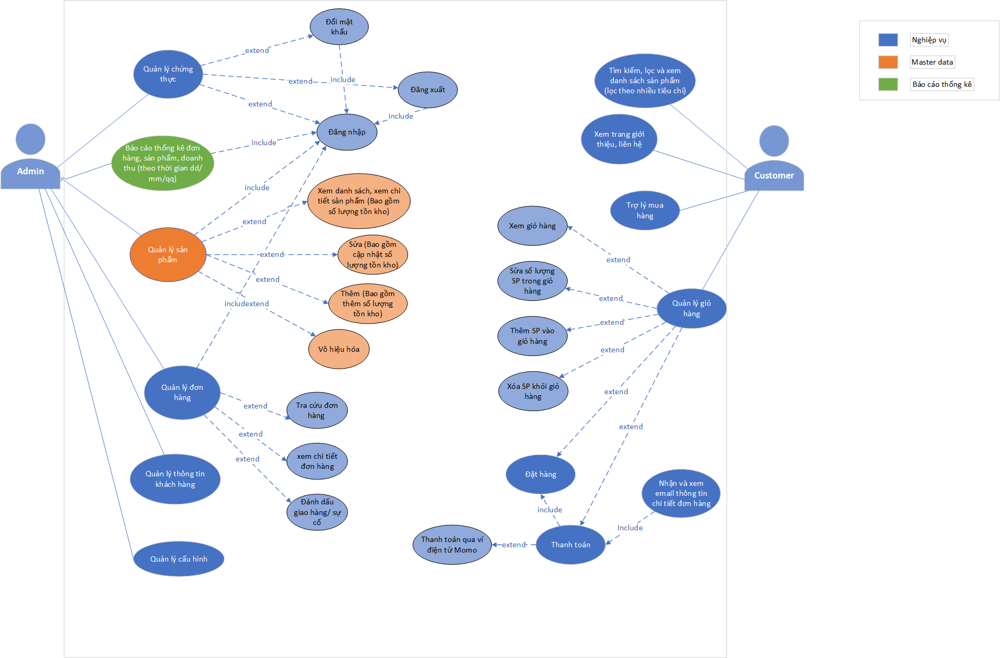 Đổi mật
khẩu
extend
Quản lý chứng
thực
extend
include
Đăng xuất
extend
include
Đăng nhập
include
Báo cáo thống kê đơn
hàng, sản phẩm, doanh
thu (theo thời gian dd/
mm/qq)
Admin
include
Xem danh sách, xem chi
tiết sản phẩm (Bao gồm
số lượng tồn kho)
extend
Quản lý sản
phẩm
extend
Sửa (Bao gồm
cập nhật số
lượng tồn kho)
extend
Thêm (Bao gồm
thêm số lượng
tồn kho)
include
extend
Vô hiệu hóa
Quản lý đơn
hàng
extend
Tra cứu đơn
hàng
extend
xem chi tiết
đơn hàng
extend
Đánh dấu
giao hàng/ sự
cố
Quản lý thông tin
khách hàng
Quản lý cấu hình
Tìm kiếm, lọc và xem
danh sách sản phẩm
(lọc theo nhiều tiêu chí)
Xem trang giới
thiệu, liên hệ
Customer
Trợ lý mua
hàng
Xem giỏ hàng
extend
Sửa số lượng
SP trong giỏ
hàng
extend
Quản lý giỏ
hàng
extend
Thêm SP vào
giỏ hàng
extend
Xóa SP khỏi giỏ
hàng
extend
extend
Đặt hàng
Nhận và xem
email thông tin
chi tiết đơn hàng
include
Include
Thanh toán qua ví
điện tử Momo
extend
Thanh toán
Nghiệp vụ
Master data
Báo cáo thống kê